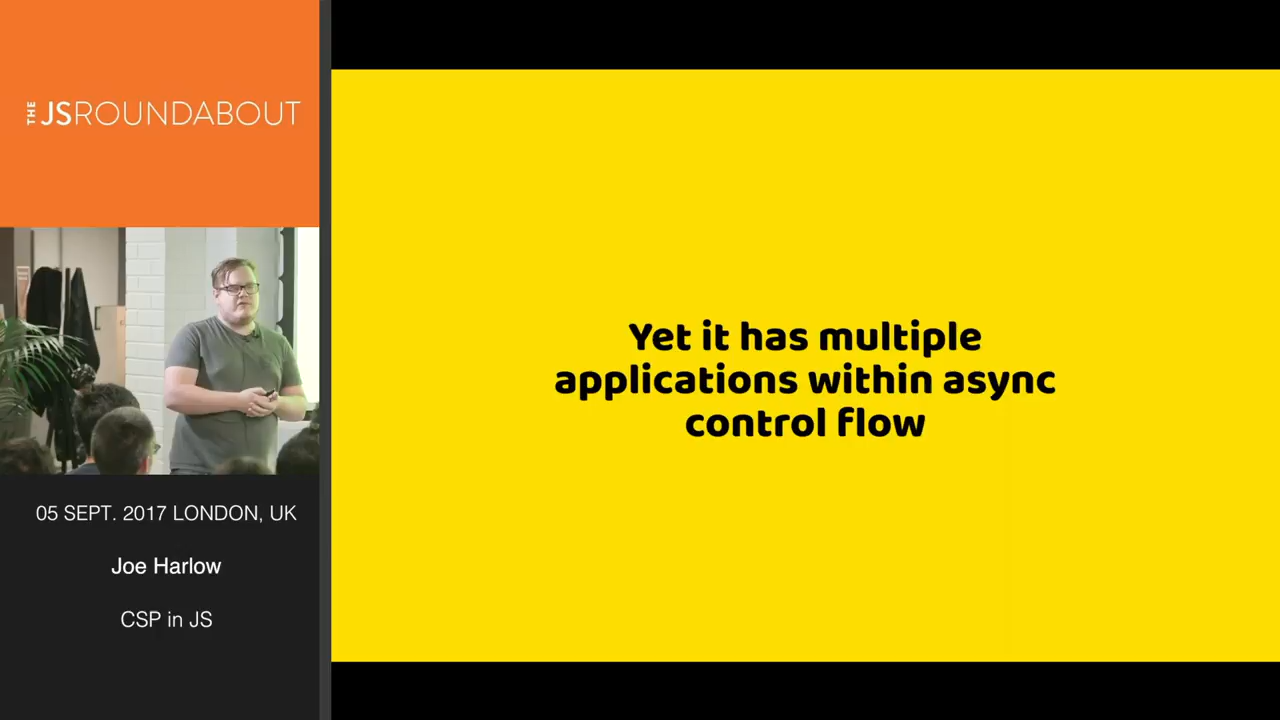 THE JSROUNDABOUT
Yet it has multiple
applications within async
control flow
05 SEPT. 2017 LONDON, UK
Joe Harlow
CSP in JS